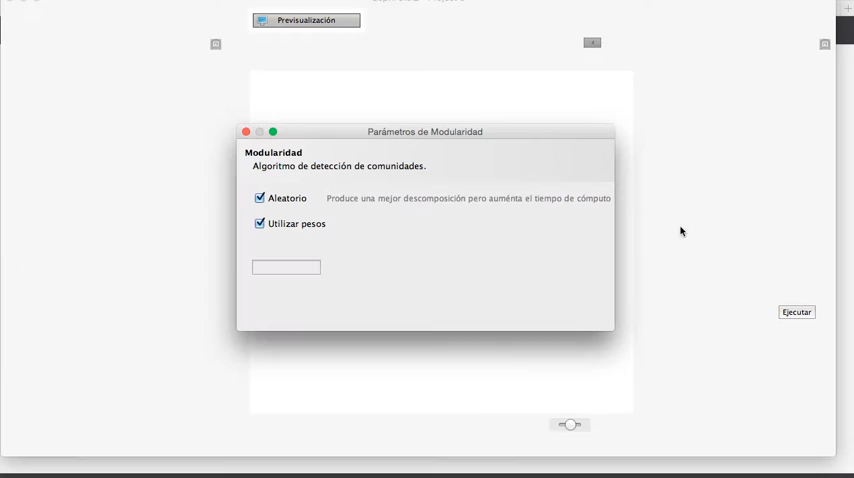 Previsualización
Parámetros de Modularidad
Modularidad
Algoritmo de detección de comunidades.
Aleatorio
Produce una mejor descomposición pero auménta el tiempo de cómputo
Utilizar pesos
Ejecutar